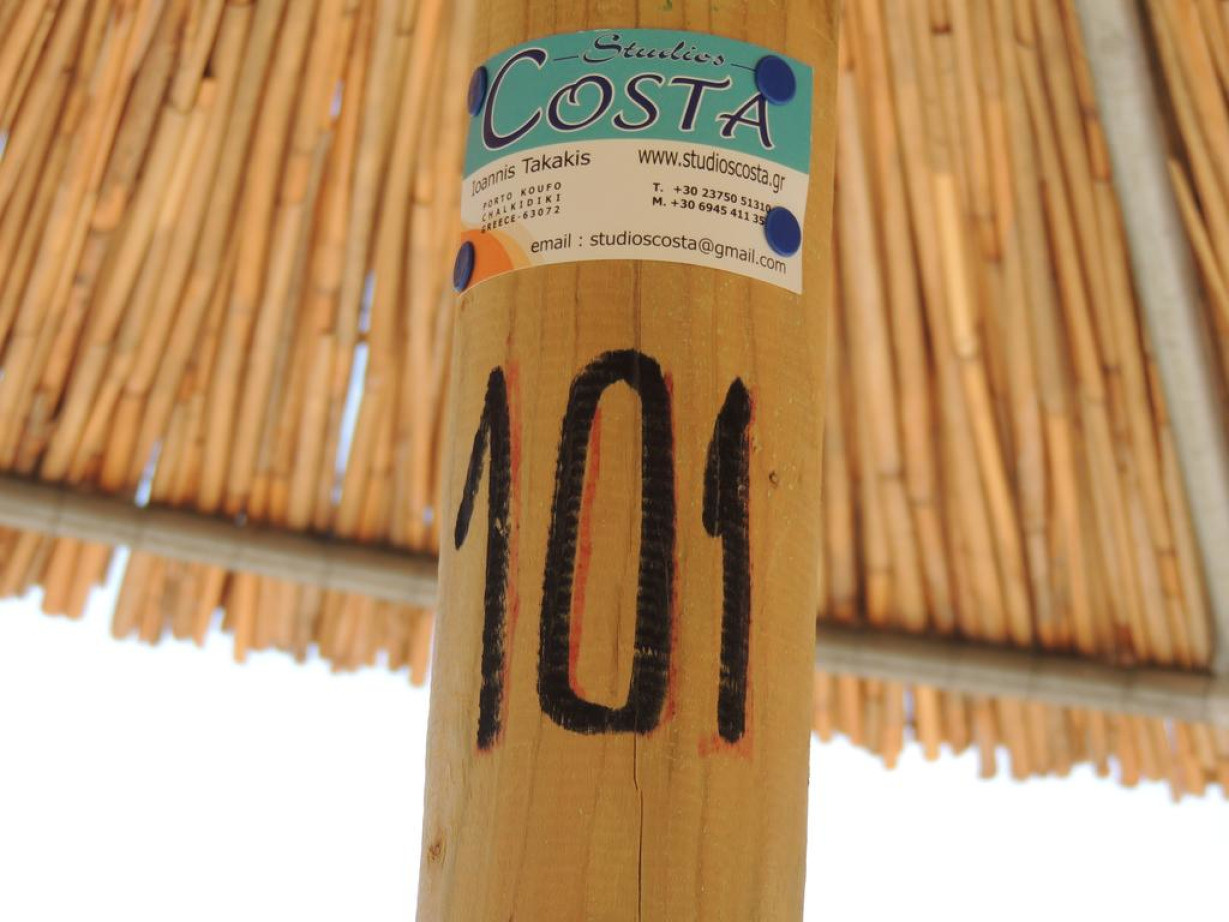 Studios
COSTA
Ioannis Takakis
PORTO KOUFO
CHALKIDIKI
GREECE-63072
www.studioscosta.gr
T. +30 23750 51310
M. +30 6945 411
email : studioscosta@gmail.com
101